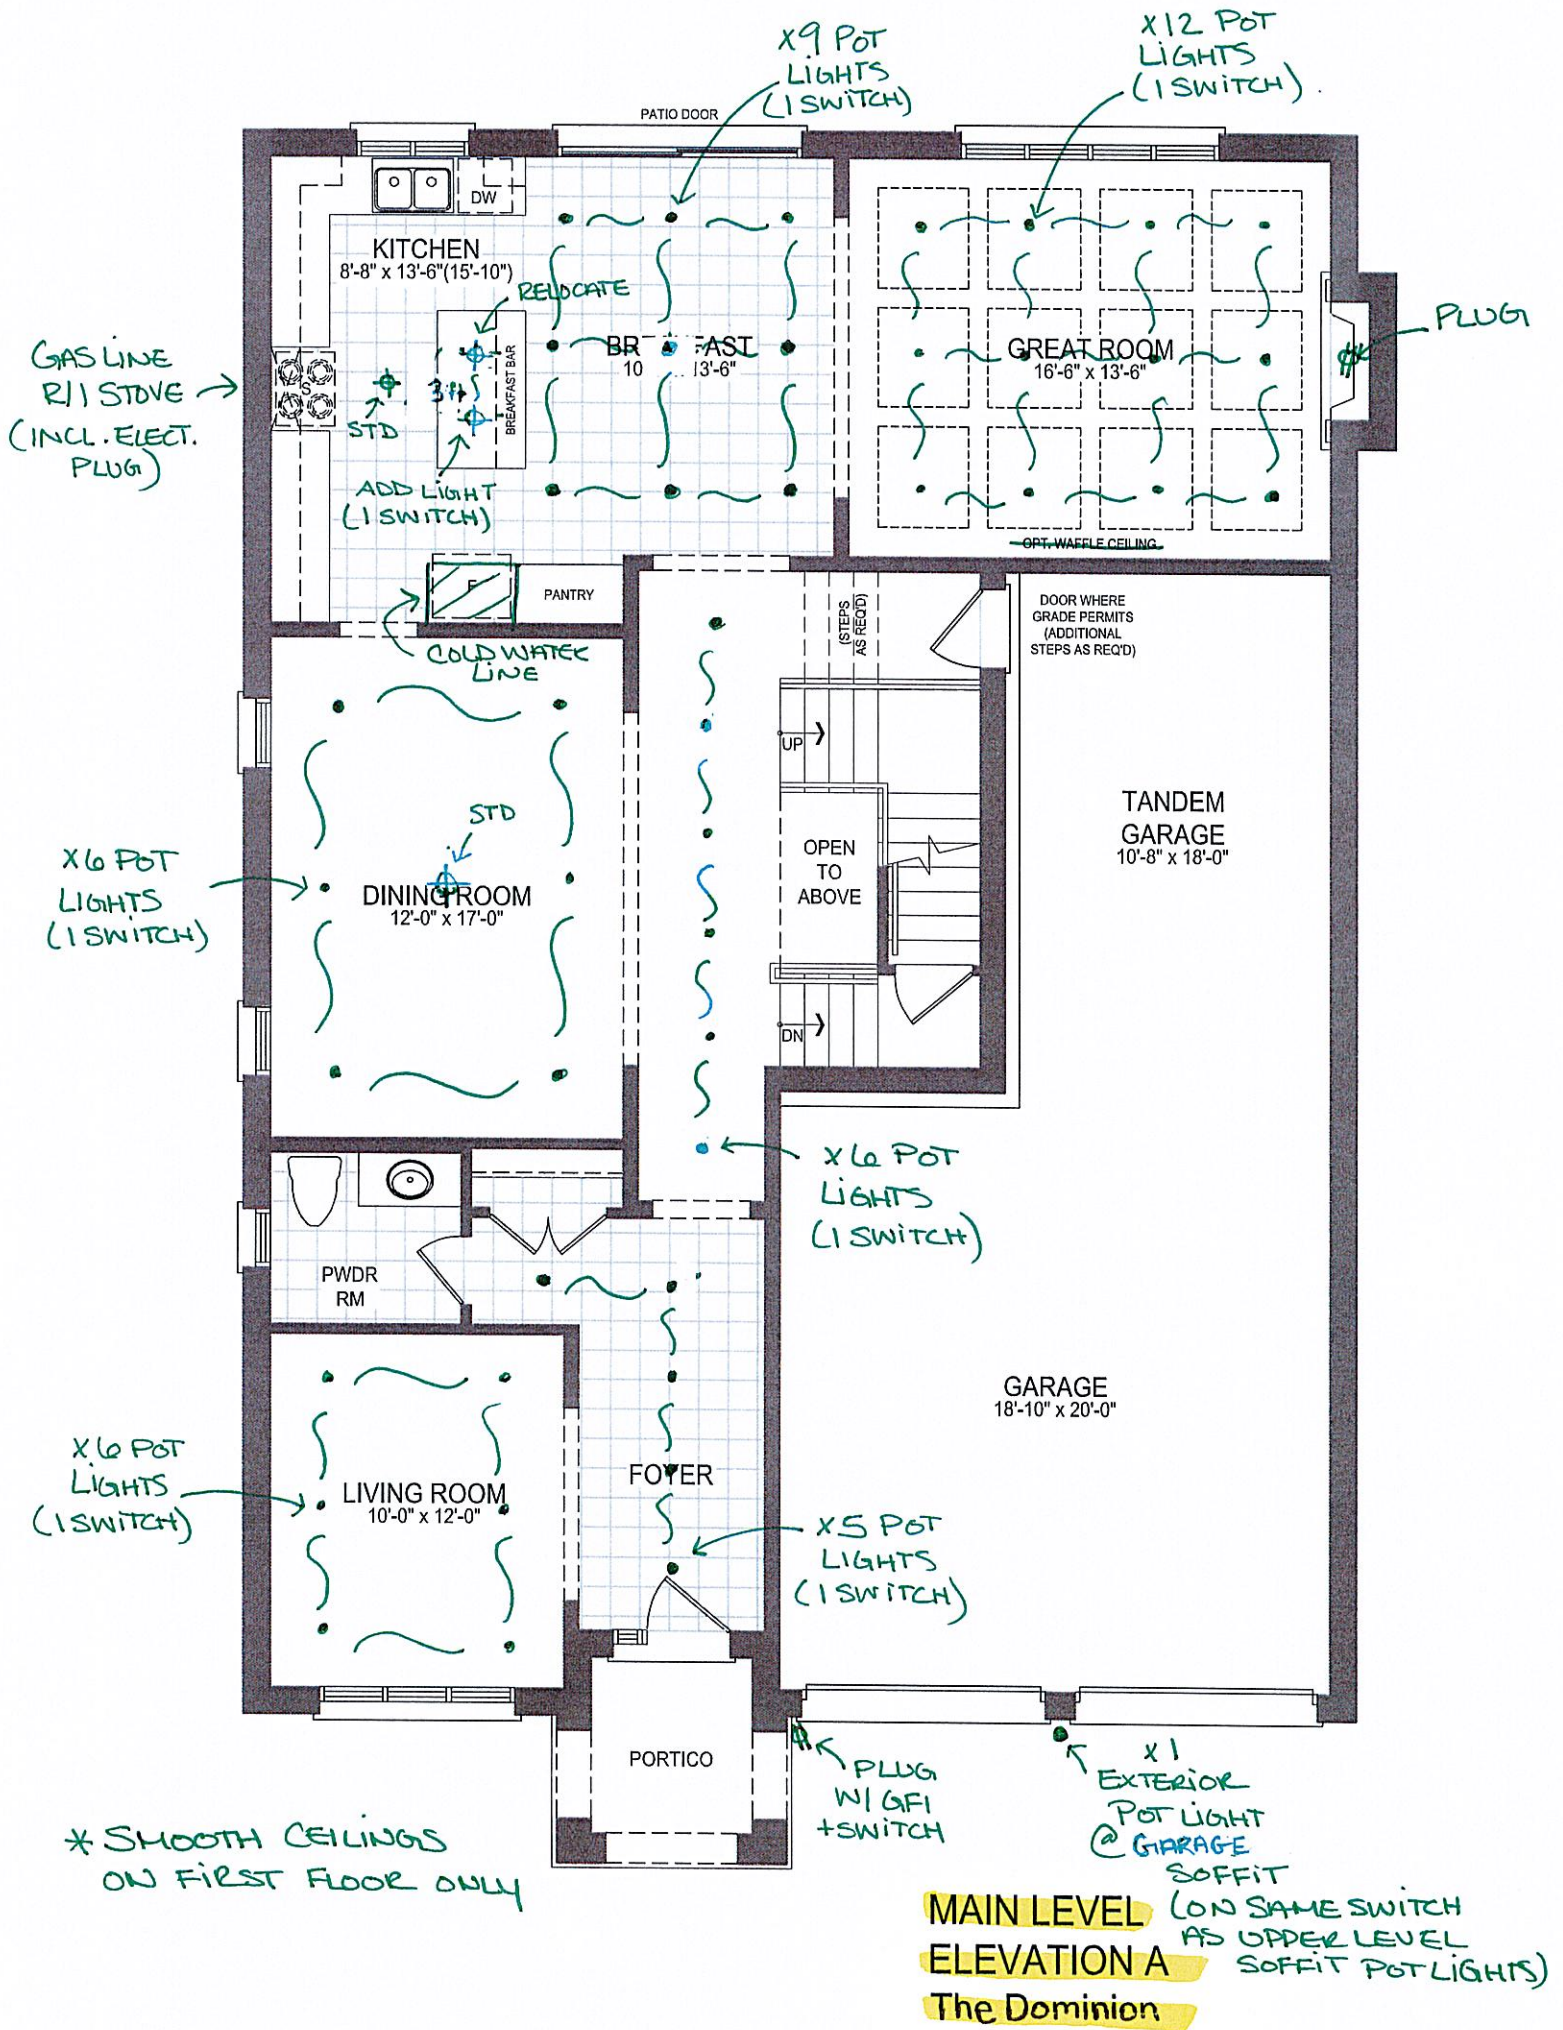 x9 POT
LIGHTS
(1 SWITCH)
x12 POT
LIGHTS
(1 SWITCH).
PATIO DOOR
DW
KITCHEN
8'-8" x 13'-6"(15'-10")
RELOCATE
GAS LINE
R/I STOVE
(INCL. ELECT.
PLUG)
S
STD
3ft
BREAKFAST BAR
BR FAST
10 13'-6"
ADD LIGHT
(1 SWITCH)
GREAT ROOM
16'-6" x 13'-6"
PLUG
OPT. WAFFLE CEILING
F
PANTRY
COLD WATER
LINE
(STEPS
AS REQ'D)
DOOR WHERE
GRADE PERMITS
(ADDITIONAL
STEPS AS REQ'D)
UP
STD
x6 POT
LIGHTS
(1 SWITCH)
DINING ROOM
12'-0" x 17'-0"
OPEN
TO
ABOVE
TANDEM
GARAGE
10'-8" x 18'-0"
DN
x6 POT
LIGHTS
(1 SWITCH)
PWDR
RM
GARAGE
18'-10" x 20'-0"
x6 POT
LIGHTS
(1 SWITCH)
LIVING ROOM
10'-0" x 12'-0"
FOYER
x5 POT
LIGHTS
(1 SWITCH)
PORTICO
PLUG
W/ GFI
+SWITCH
x1
EXTERIOR
POT LIGHT
@ GARAGE
SOFFIT
(ON SAME SWITCH
AS UPPER LEVEL
SOFFIT POT LIGHTS)
* SMOOTH CEILINGS
ON FIRST FLOOR ONLY
MAIN LEVEL
ELEVATION A
The Dominion